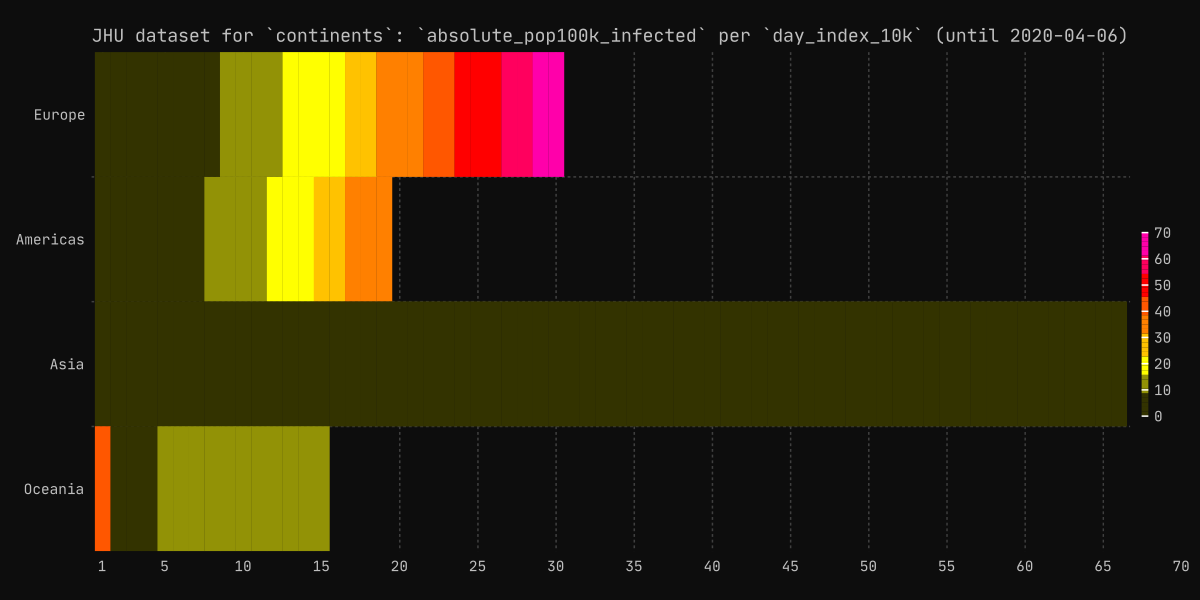 JHU dataset for `continents`: `absolute_pop100k_infected` per `day_index_10k` (until 2020-04-06)
Europe
Americas
Asia
Oceania
70
60
50
40
30
20
10
0
1 5 10 15 20 25 30 35 40 45 50 55 60 65 70